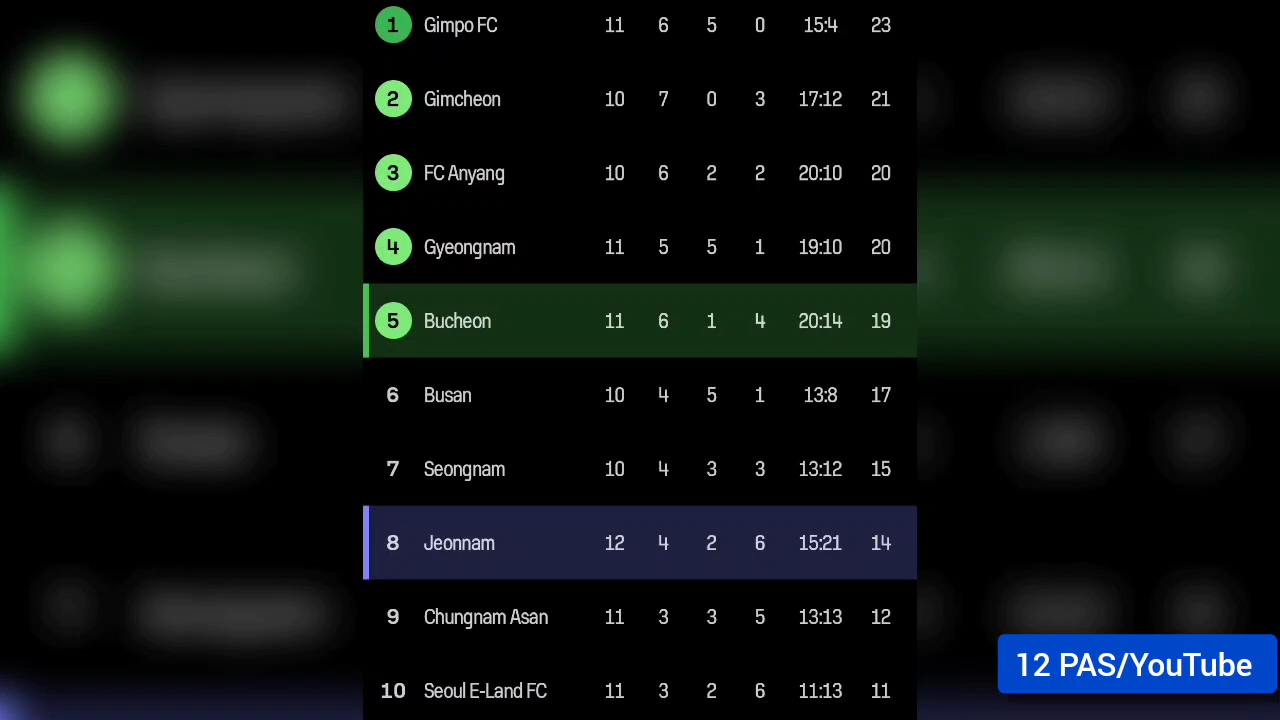 1 Gimpo FC 11 6 5 0 15:4 23
2 Gimcheon 10 7 0 3 17:12 21
3 FC Anyang 10 6 2 2 20:10 20
4 Gyeongnam 11 5 5 1 19:10 20
5 Bucheon 11 6 1 4 20:14 19
6 Busan 10 4 5 1 13:8 17
7 Seongnam 10 4 3 3 13:12 15
8 Jeonnam 12 4 2 6 15:21 14
9 Chungnam Asan 11 3 3 5 13:13 12
10 Seoul E-Land FC 11 3 2 6 11:13 11
12 PAS/YouTube